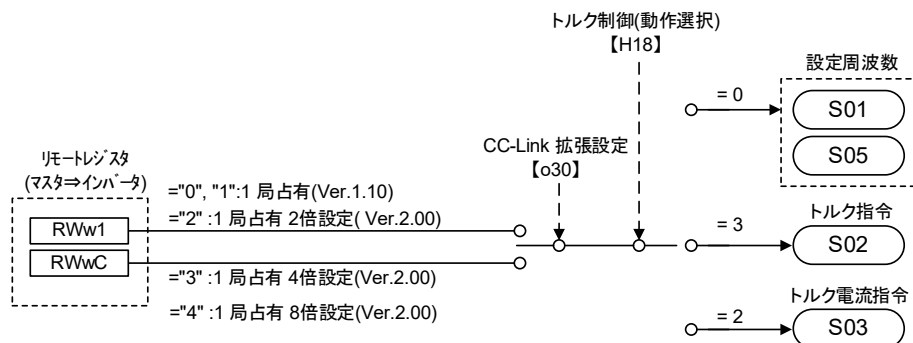 トルク制御(動作選択)
【H18】
設定周波数
= 0
S01
S05
CC-Link 拡張設定
【o30】
リモートレジスタ
(マスタ⇒インバータ)
="0", "1":1 局占有(Ver.1.10)
RWw1
="2" :1 局占有 2倍設定( Ver.2.00)
トルク指令
= 3
S02
RWwC
="3" :1 局占有 4倍設定(Ver.2.00)
="4" :1 局占有 8倍設定(Ver.2.00)
トルク電流指令
= 2
S03